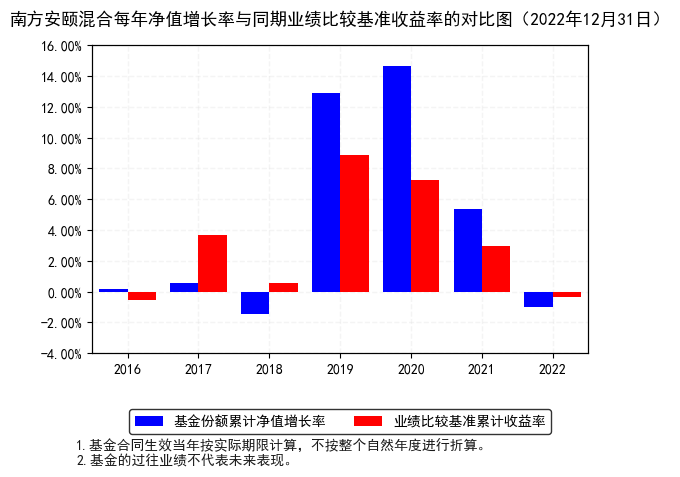 南方安颐混合每年净值增长率与同期业绩比较基准收益率的对比图（2022年12月31日）
16.00%
14.00%
12.00%
10.00%
8.00%
6.00%
4.00%
2.00%
0.00%
-2.00%
-4.00%
2016 2017 2018 2019 2020 2021 2022
基金份额累计净值增长率 业绩比较基准累计收益率
1.基金合同生效当年按实际期限计算，不按整个自然年度进行折算。
2.基金的过往业绩不代表未来表现。